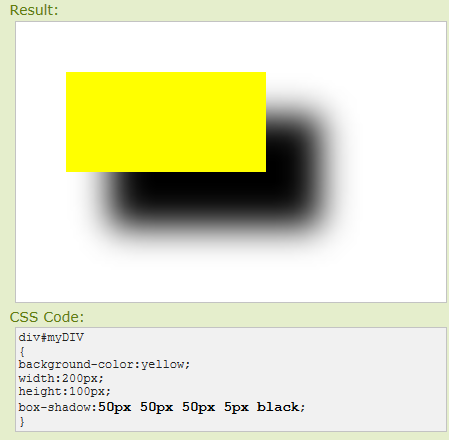 Result:
CSS Code:
div#myDIV
{
background-color:yellow;
width:200px;
height:100px;
box-shadow:50px 50px 50px 5px black;
}